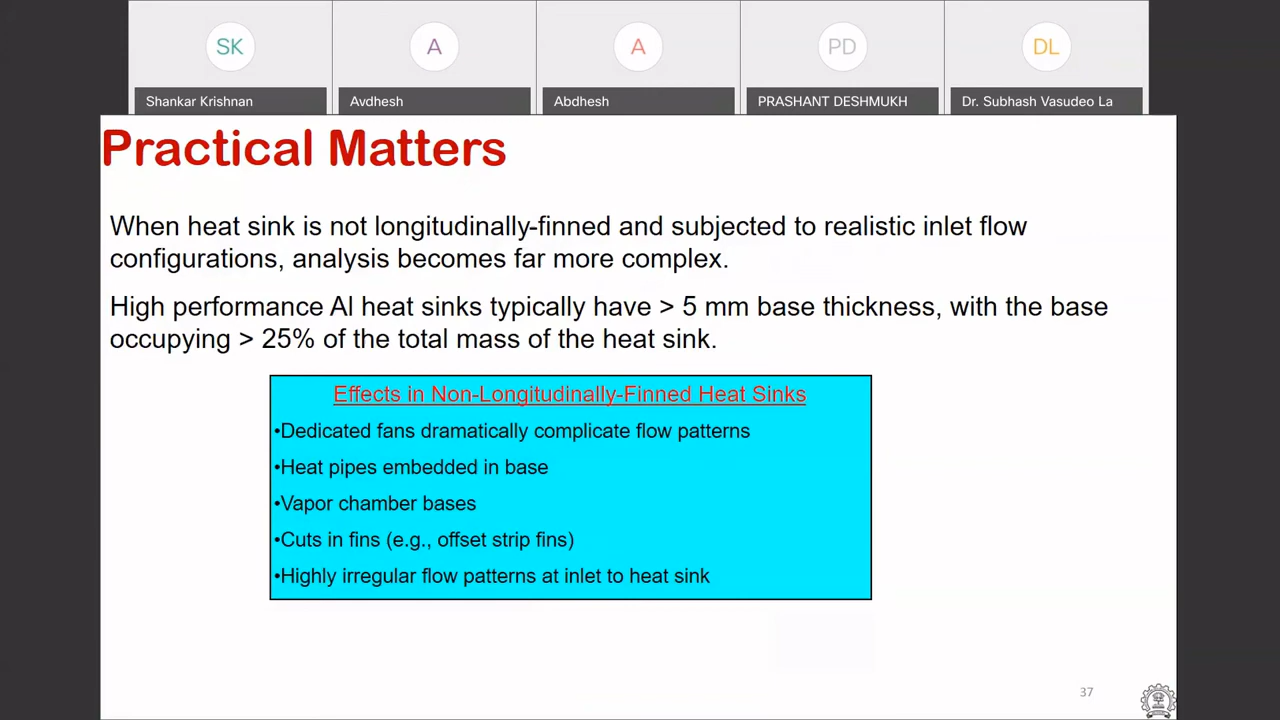 SK
A
A
PD
DL
Shankar Krishnan
Avdhesh
Abdhesh
PRASHANT DESHMUKH
Dr. Subhash Vasudeo La
Practical Matters
When heat sink is not longitudinally-finned and subjected to realistic inlet flow
configurations, analysis becomes far more complex.
High performance Al heat sinks typically have > 5 mm base thickness, with the base
occupying > 25% of the total mass of the heat sink.
Effects in Non-Longitudinally-Finned Heat Sinks
•Dedicated fans dramatically complicate flow patterns
•Heat pipes embedded in base
•Vapor chamber bases
•Cuts in fins (e.g., offset strip fins)
•Highly irregular flow patterns at inlet to heat sink
37